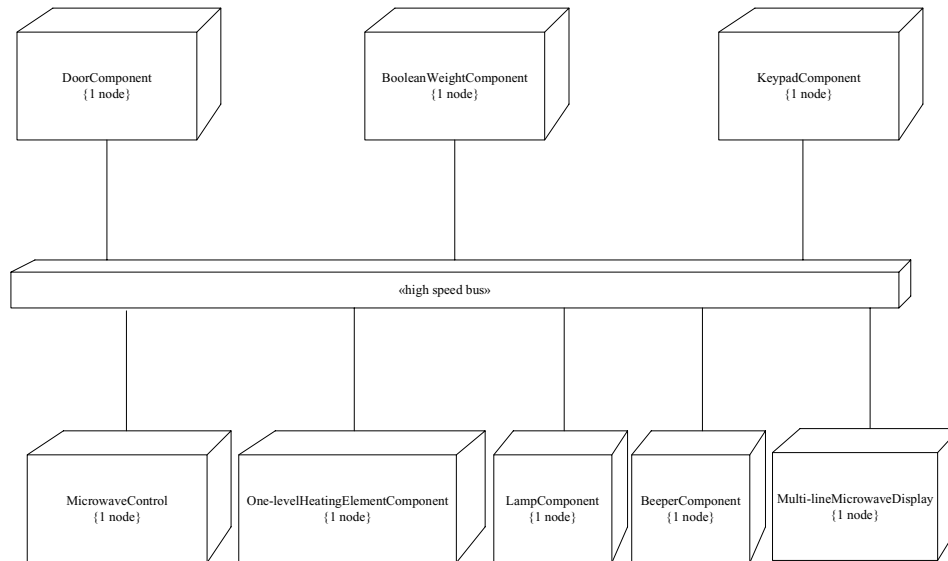 DoorComponent
{1 node}
BooleanWeightComponent
{1 node}
KeypadComponent
{1 node}
«high speed bus»
MicrowaveControl
{1 node}
One-levelHeatingElementComponent
{1 node}
LampComponent
{1 node}
BeeperComponent
{1 node}
Multi-lineMicrowaveDisplay
{1 node}